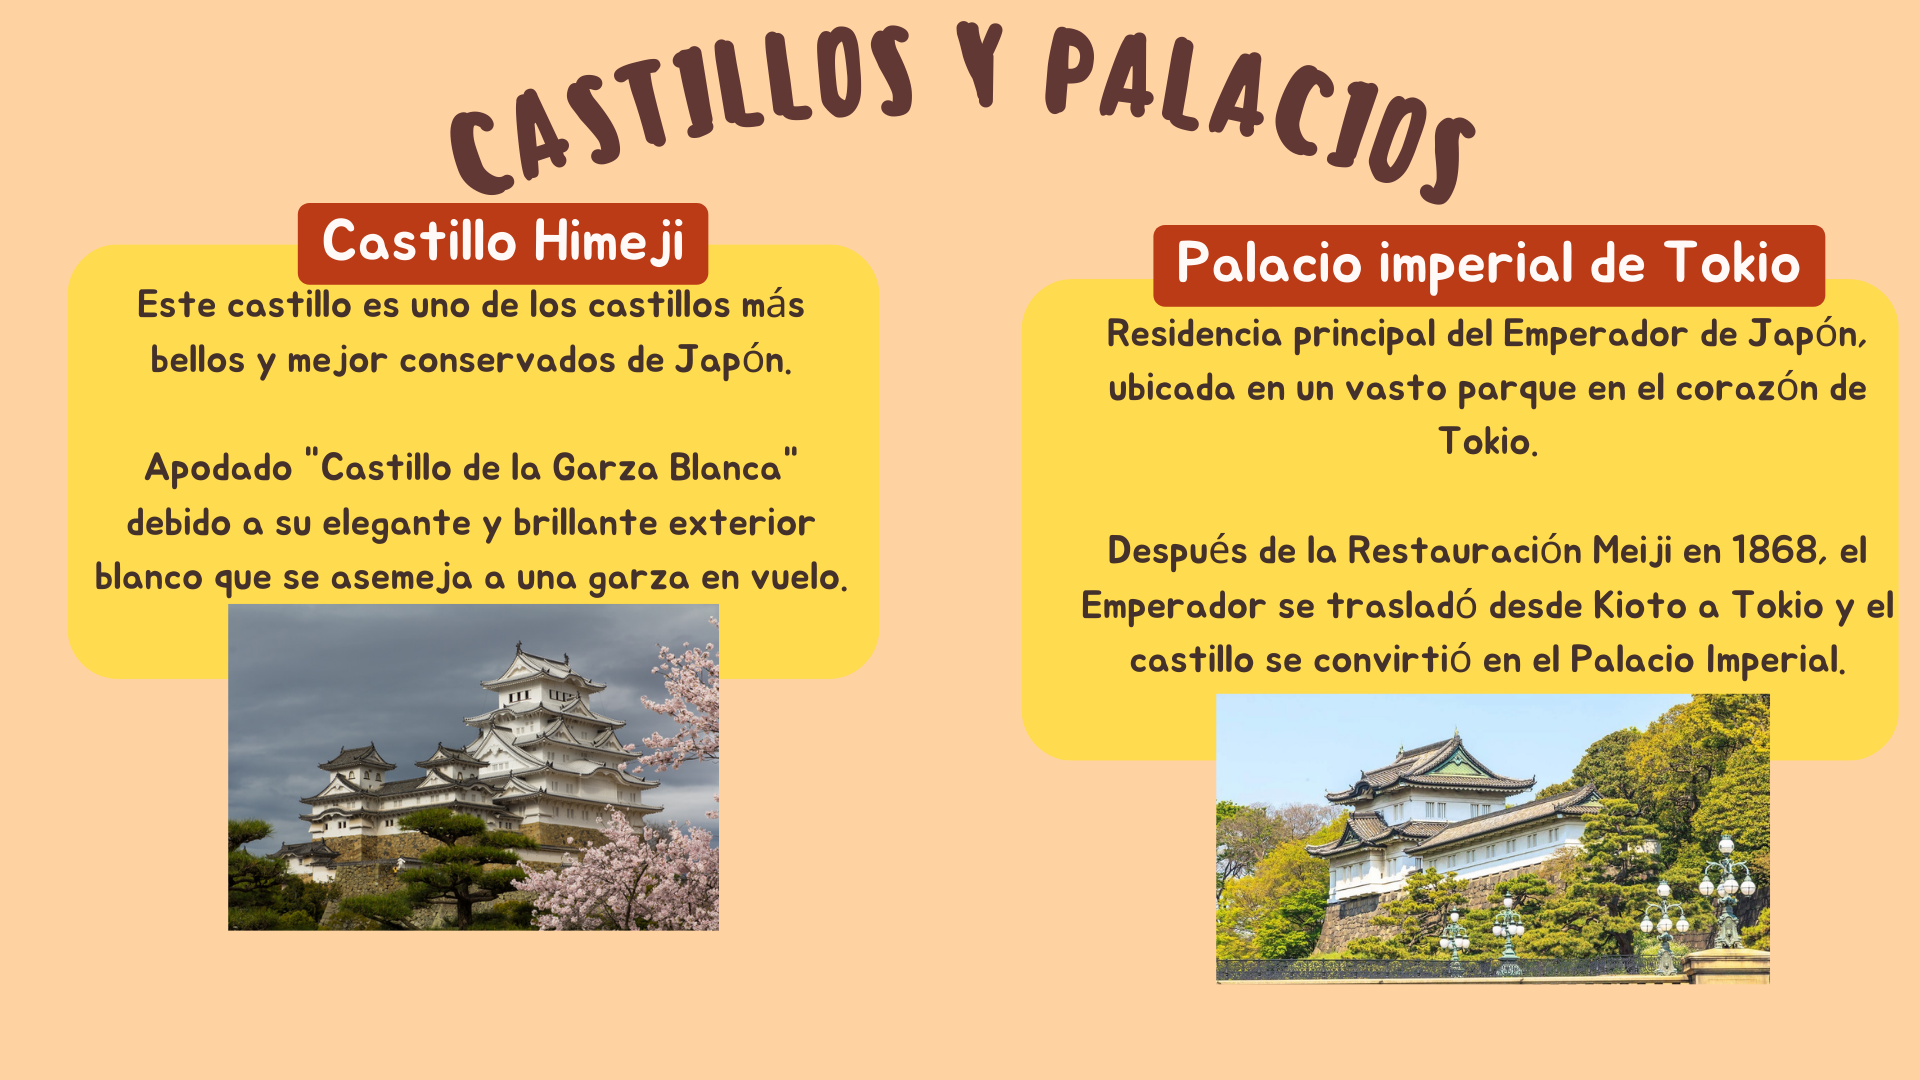 CASTILLOS Y PALACIOS
Castillo Himeji
Este castillo es uno de los castillos más
bellos y mejor conservados de Japón.
Apodado "Castillo de la Garza Blanca"
debido a su elegante y brillante exterior
blanco que se asemeja a una garza en vuelo.
Palacio imperial de Tokio
Residencia principal del Emperador de Japón,
ubicada en un vasto parque en el corazón de
Tokio.
Después de la Restauración Meiji en 1868, el
Emperador se trasladó desde Kioto a Tokio y el
castillo se convirtió en el Palacio Imperial.